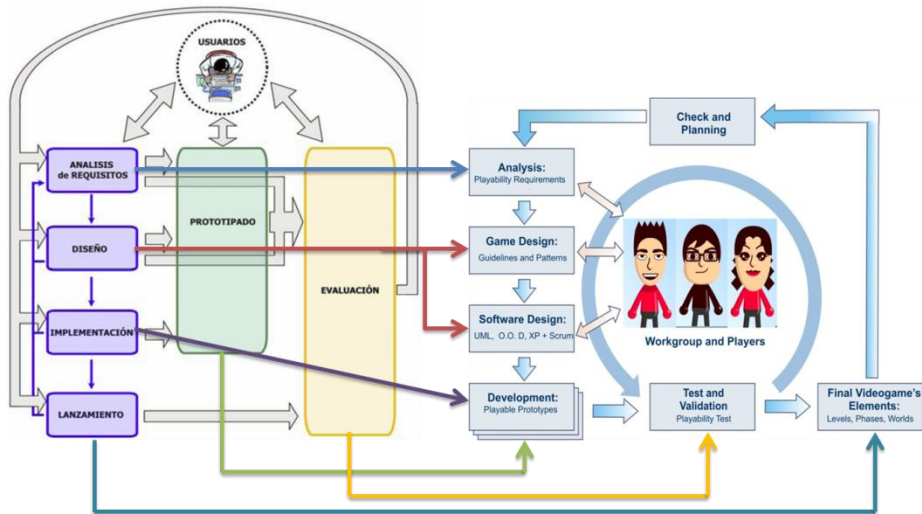 USUARIOS
ANALISIS
de REQUISITOS
DISEÑO
IMPLEMENTACIÓN
LANZAMIENTO
PROTOTIPADO
EVALUACIÓN
Check and
Planning
Analysis:
Playability Requirements
Game Design:
Guidelines and Patterns
Software Design:
UML, O.O. D, XP + Scrum
Workgroup and Players
Development:
Playable Prototypes
Test and
Validation
Playability Test
Final Videogame's
Elements:
Levels, Phases, Worlds